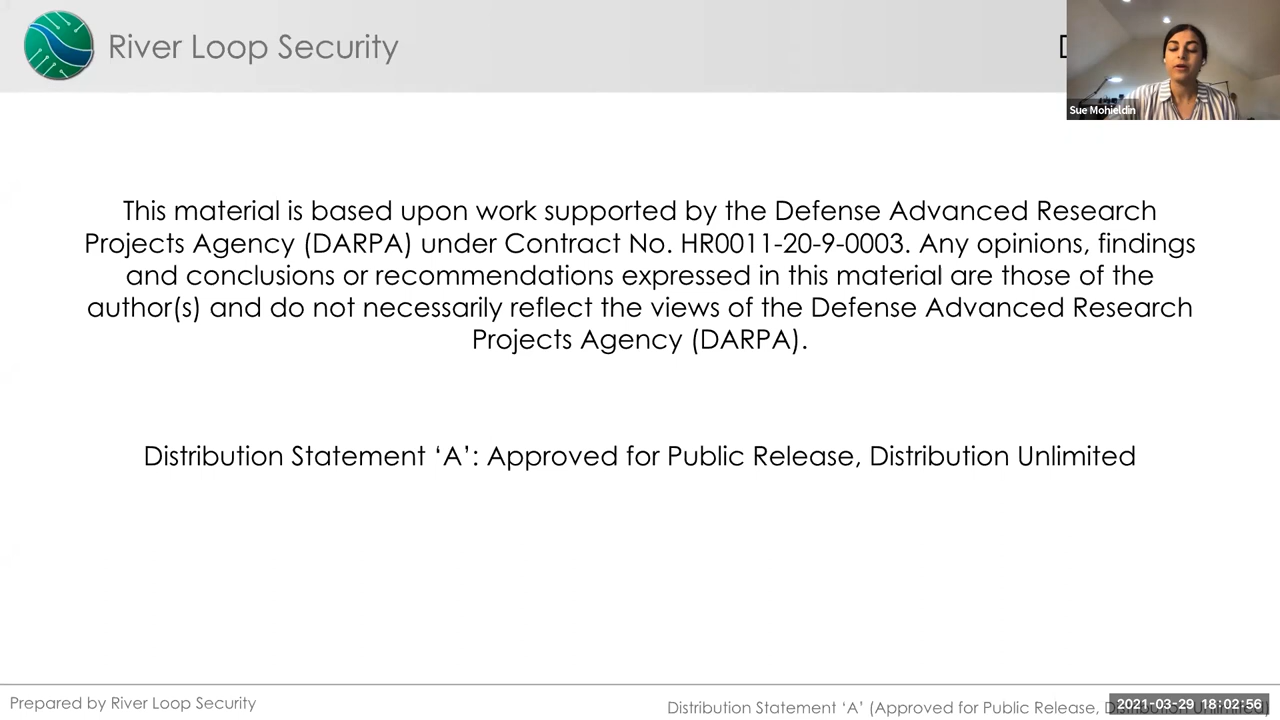 River Loop Security
Sue Mohieldin
This material is based upon work supported by the Defense Advanced Research
Projects Agency (DARPA) under Contract No. HR0011-20-9-0003. Any opinions, findings
and conclusions or recommendations expressed in this material are those of the
author(s) and do not necessarily reflect the views of the Defense Advanced Research
Projects Agency (DARPA).
Distribution Statement ‘A’: Approved for Public Release, Distribution Unlimited
Prepared by River Loop Security
Distribution Statement ‘A’ (Approved for Public Release, Distribution Unlimited)
2021-03-29 18:02:56